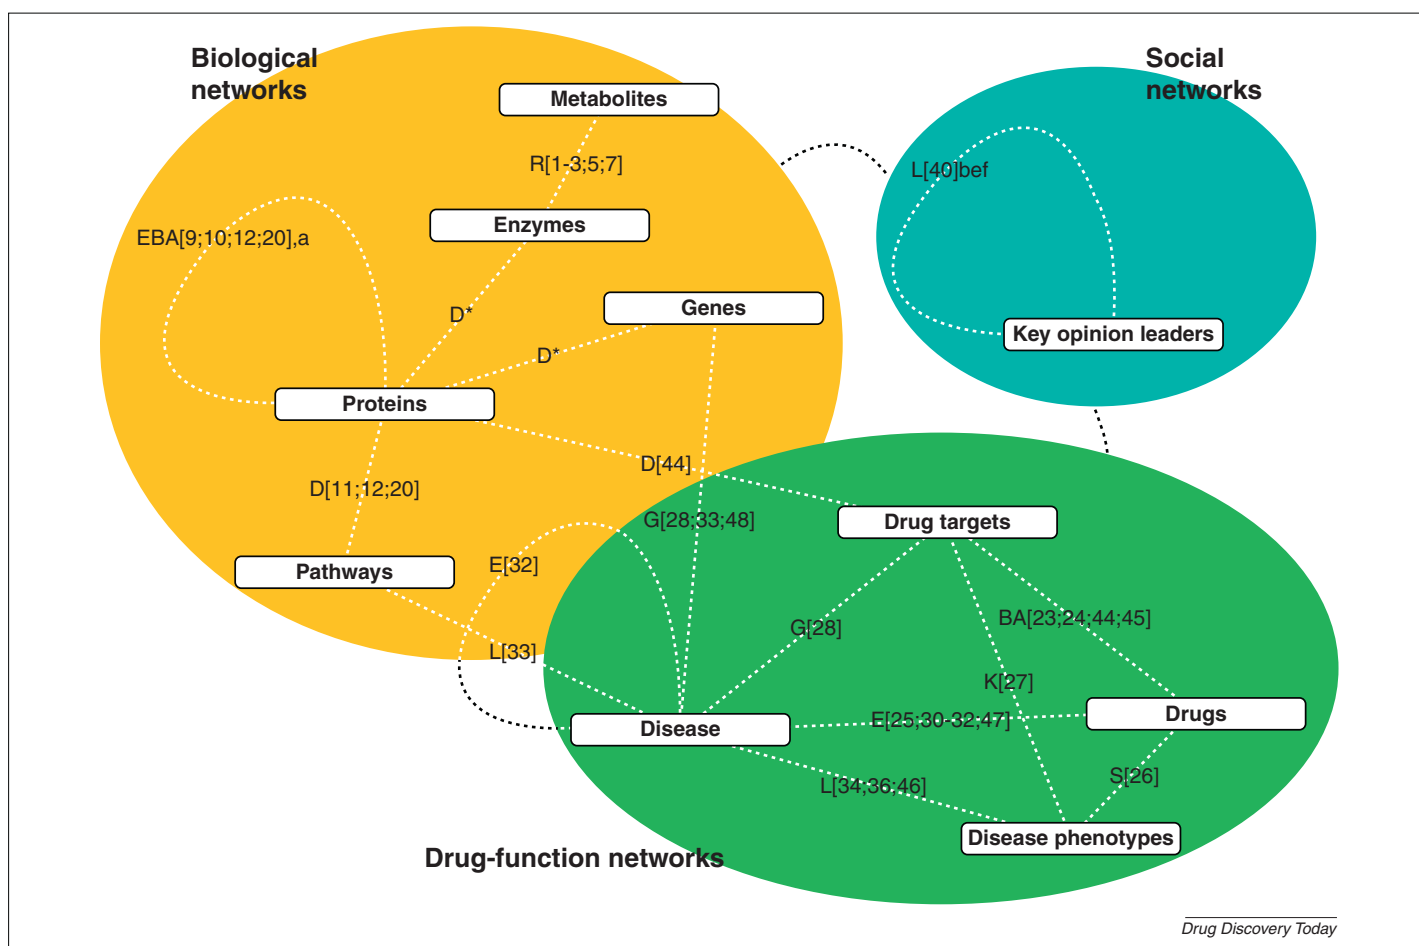 Biological
networks
Social
networks
Metabolites
R[1-3;5;7]
L[40]bef
Enzymes
EBA[9;10;12;20],a
D*
Genes
Key opinion leaders
D*
Proteins
D[44]
D[11;12;20]
G[28;33;48]
Drug targets
E[32]
Pathways
BA[23;24;44;45]
G[28]
L[33]
K[27]
Drugs
E[25;30-32;47]
Disease
S[26]
L[34;36;46]
Disease phenotypes
Drug-function networks
Drug Discovery Today